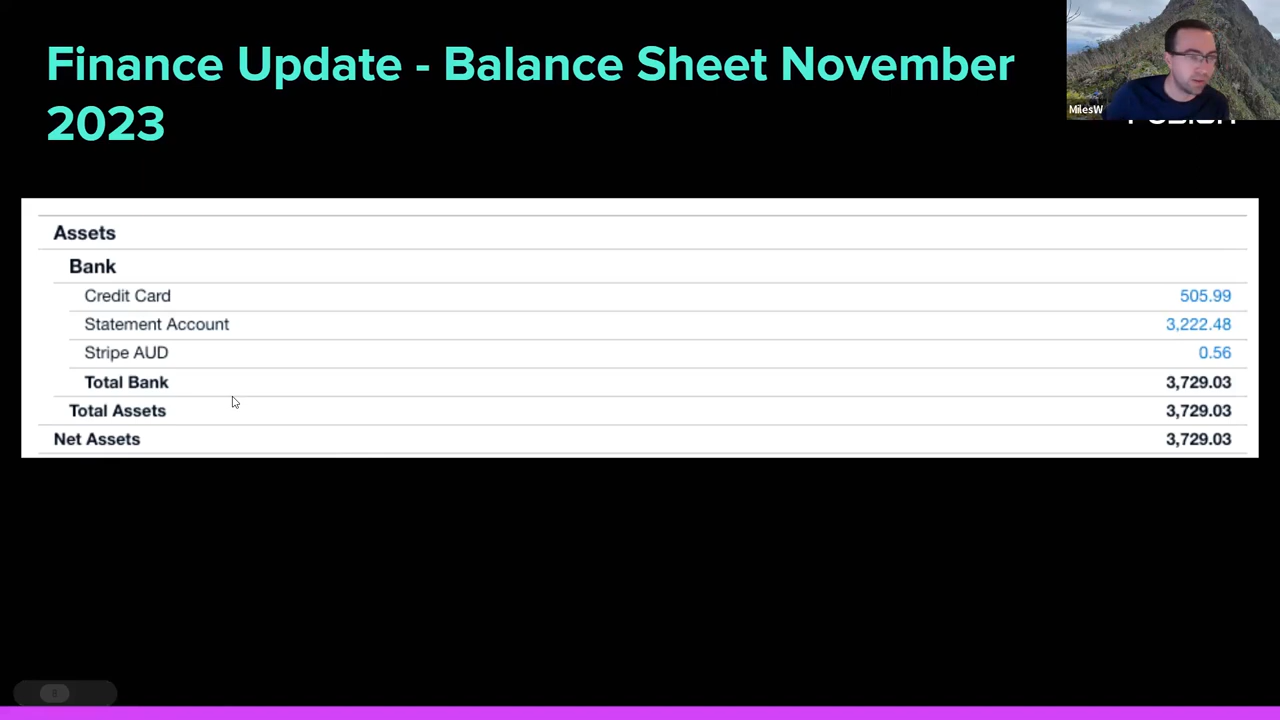 Finance Update - Balance Sheet November
2023
MilesW
Assets
Bank
Credit Card 505.99
Statement Account 3,222.48
Stripe AUD 0.56
Total Bank 3,729.03
Total Assets 3,729.03
Net Assets 3,729.03
8